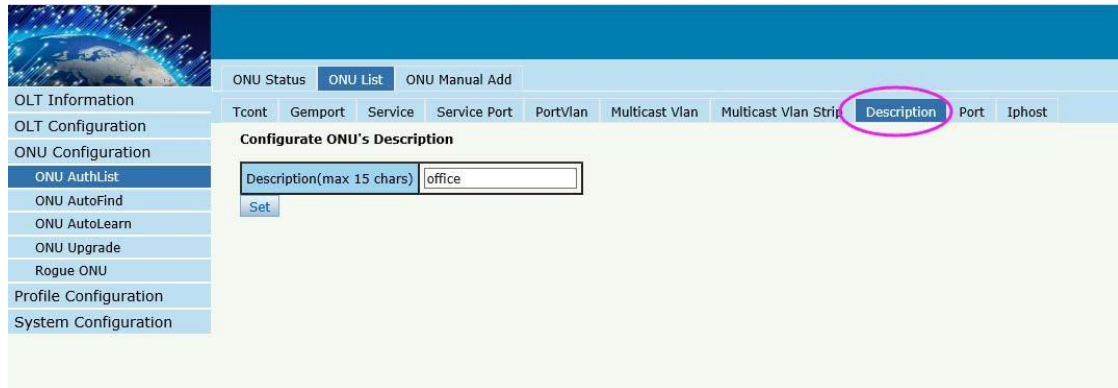 ONU Status ONU List ONU Manual Add
OLT Information
Tcont Gemport Service Service Port PortVlan Multicast Vlan Multicast Vlan Strip Description Port Iphost
OLT Configuration
Configurate ONU's Description
ONU Configuration
ONU AuthList
Description(max 15 chars) office
ONU AutoFind
Set
ONU AutoLearn
ONU Upgrade
Rogue ONU
Profile Configuration
System Configuration